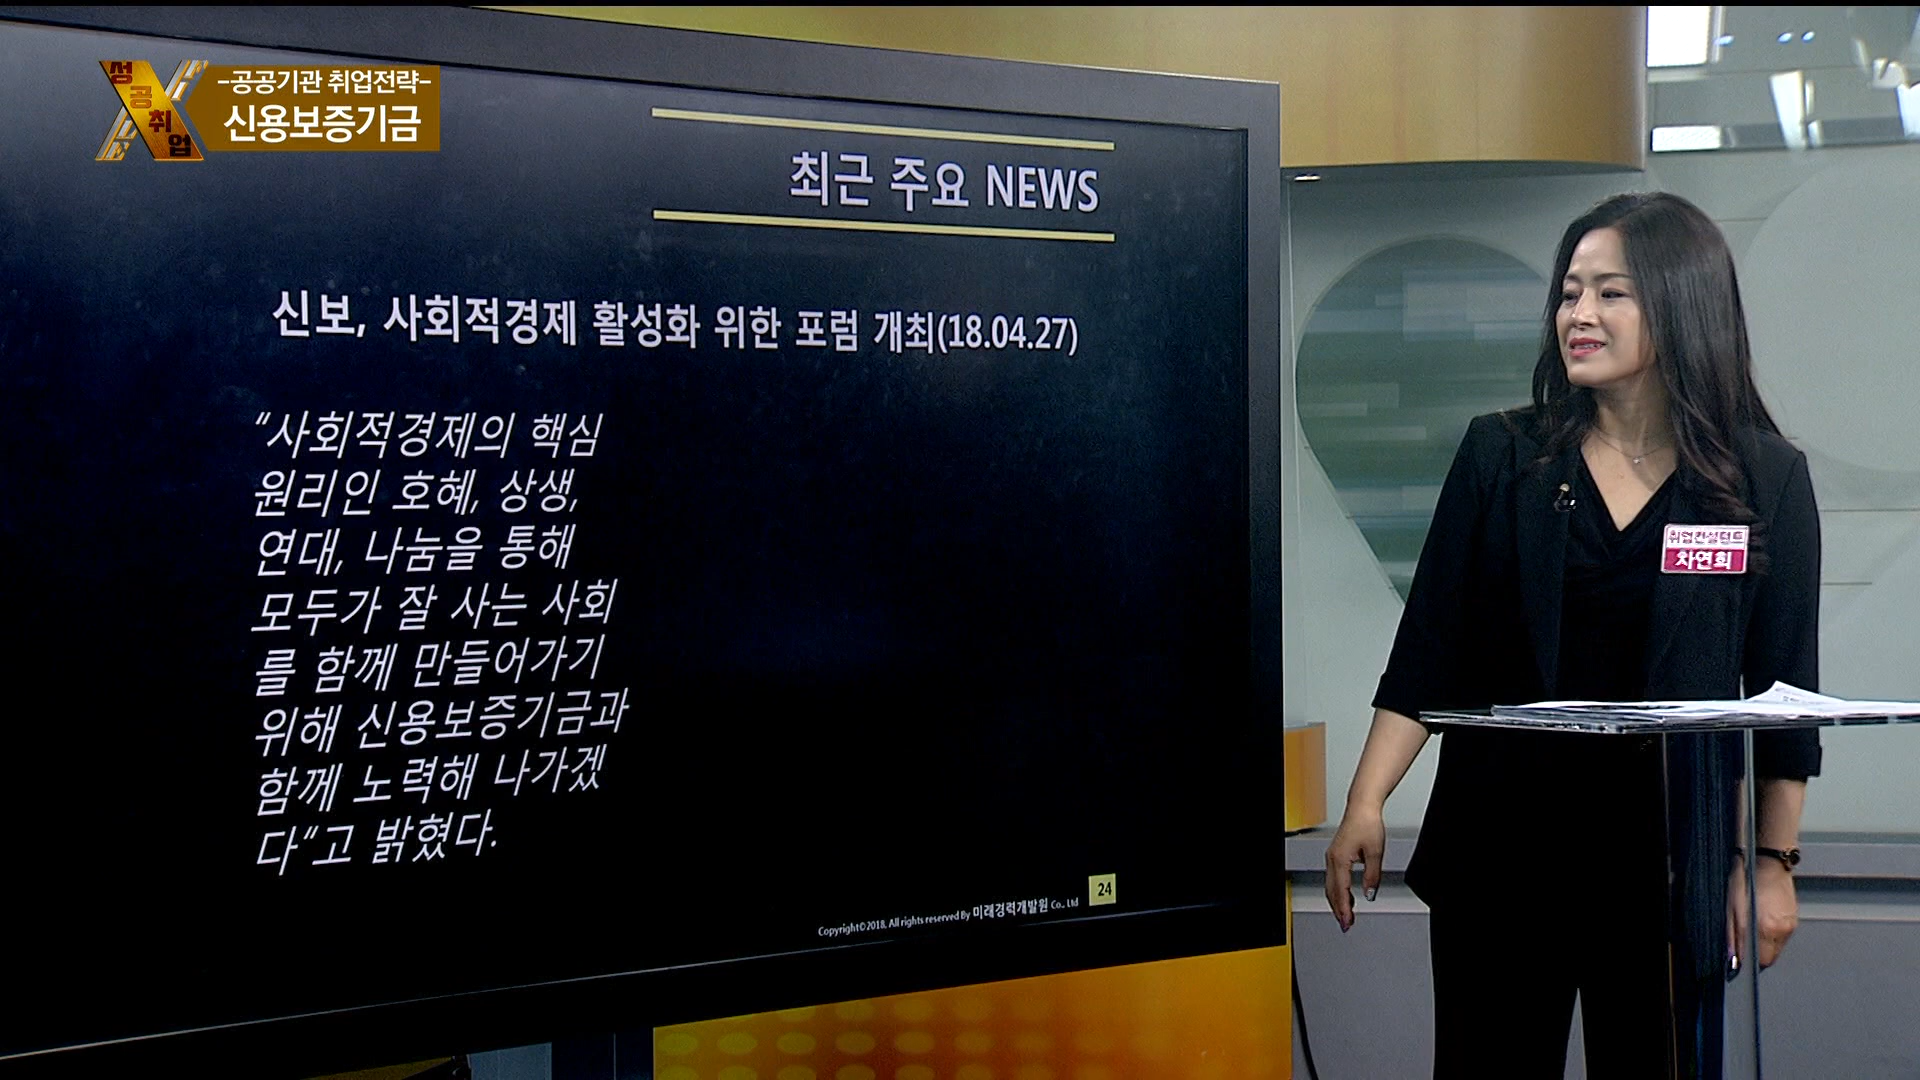 성공취업
-공공기관 취업전략-
신용보증기금
최근 주요 NEWS
신보, 사회적경제 활성화 위한 포럼 개최(18.04.27)
“사회적경제의 핵심
원리인 호혜, 상생,
연대, 나눔을 통해
모두가 잘 사는 사회
를 함께 만들어가기
위해 신용보증기금과
함께 노력해 나가겠
다“고 밝혔다.
24
Copyright©2018. All rights reserved By 미래경력개발원 Co., Ltd
취업컨설턴트
차연희